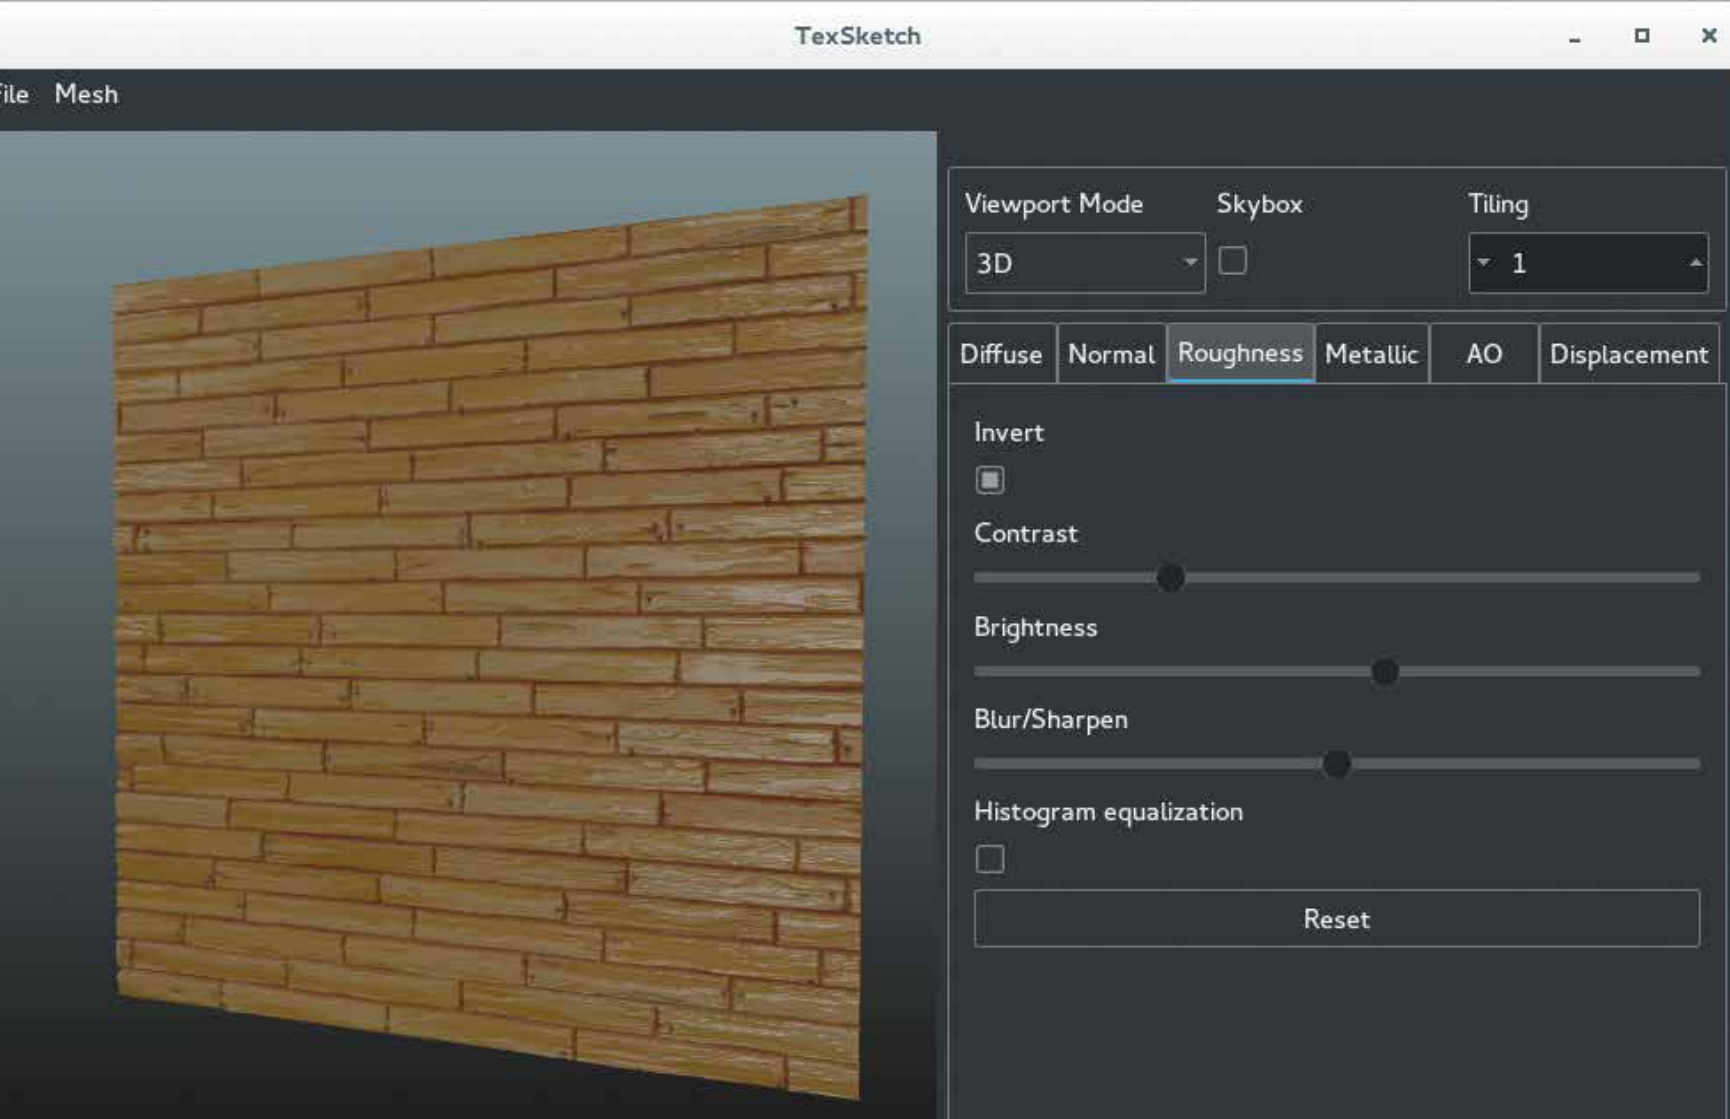 TexSketch
File Mesh
Viewport Mode Skybox Tiling
3D 1
Diffuse Normal Roughness Metallic AO Displacement
Invert
Contrast
Brightness
Blur/Sharpen
Histogram equalization
Reset